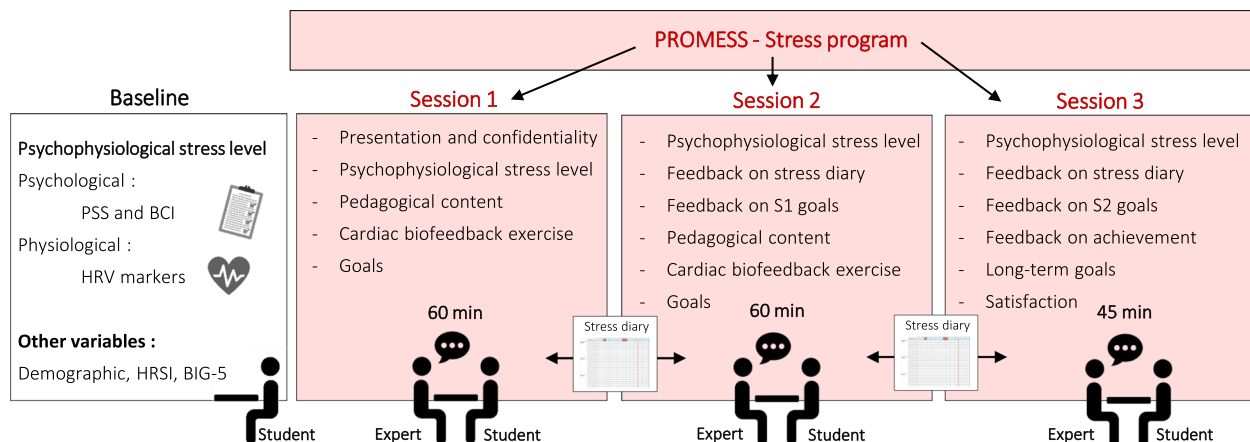 PROMESS - Stress program
Baseline
Psychophysiological stress level
Psychological :
PSS and BCI
Physiological :
HRV markers
Other variables :
Demographic, HRSI, BIG-5
Student
Session 1
- Presentation and confidentiality
- Psychophysiological stress level
- Pedagogical content
- Cardiac biofeedback exercise
- Goals
60 min
Expert
Student
Stress diary
Session 2
- Psychophysiological stress level
- Feedback on stress diary
- Feedback on S1 goals
- Pedagogical content
- Cardiac biofeedback exercise
- Goals
60 min
Expert
Student
Stress diary
Session 3
- Psychophysiological stress level
- Feedback on stress diary
- Feedback on S2 goals
- Feedback on achievement
- Long-term goals
- Satisfaction
45 min
Expert
Student